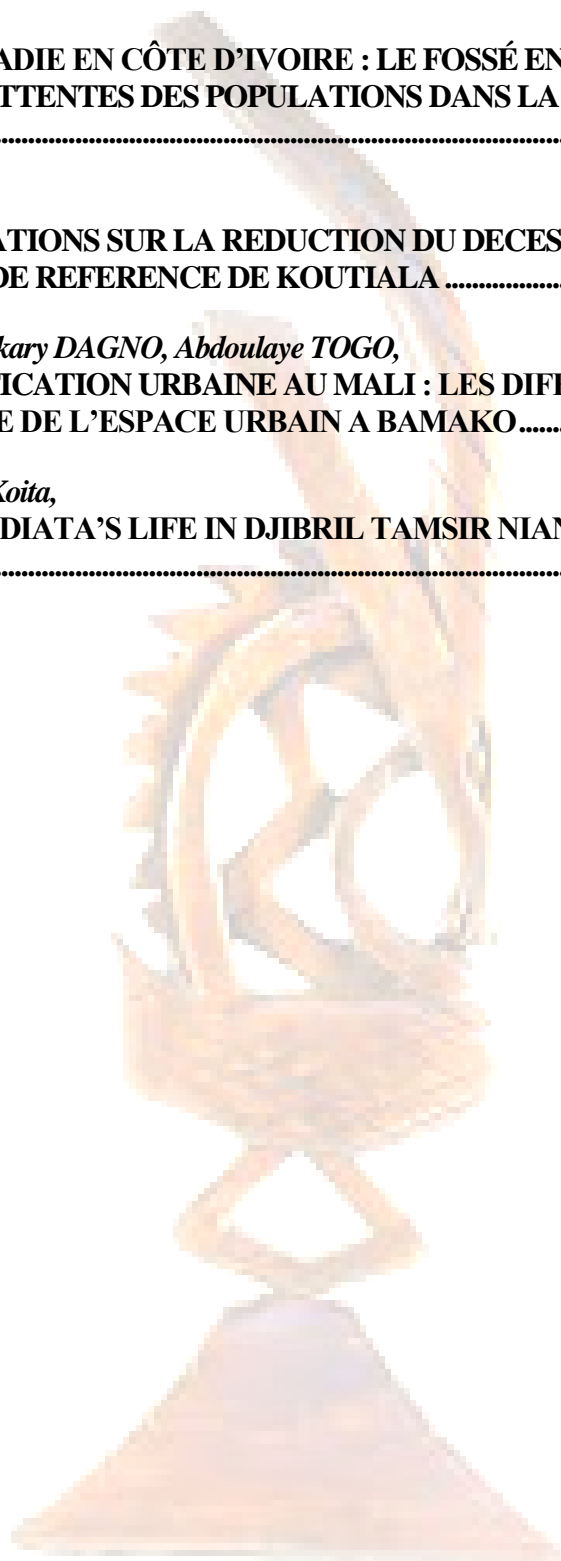 ADIE EN CÔTE D’IVOIRE : LE FOSSÉ EN
TTENTES DES POPULATIONS DANS LA
................................................................
ATIONS SUR LA REDUCTION DU DECES
DE REFERENCE DE KOUTIALA ................
kary DAGNO, Abdoulaye TOGO,
ICATION URBAINE AU MALI : LES DIFF
E DE L’ESPACE URBAIN A BAMAKO.......
Koita,
DIATA’S LIFE IN DJIBRIL TAMSIR NIAN
................................................................